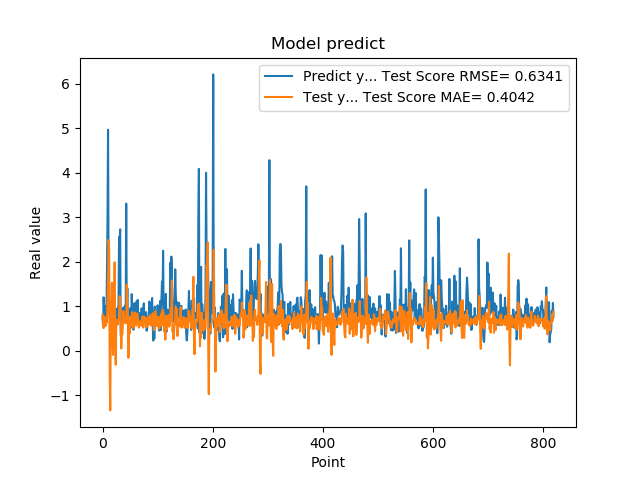 Model predict
Predict y... Test Score RMSE= 0.6341
Test y... Test Score MAE= 0.4042
Real value
6
5
4
3
2
1
0
−1
0 200 400 600 800
Point